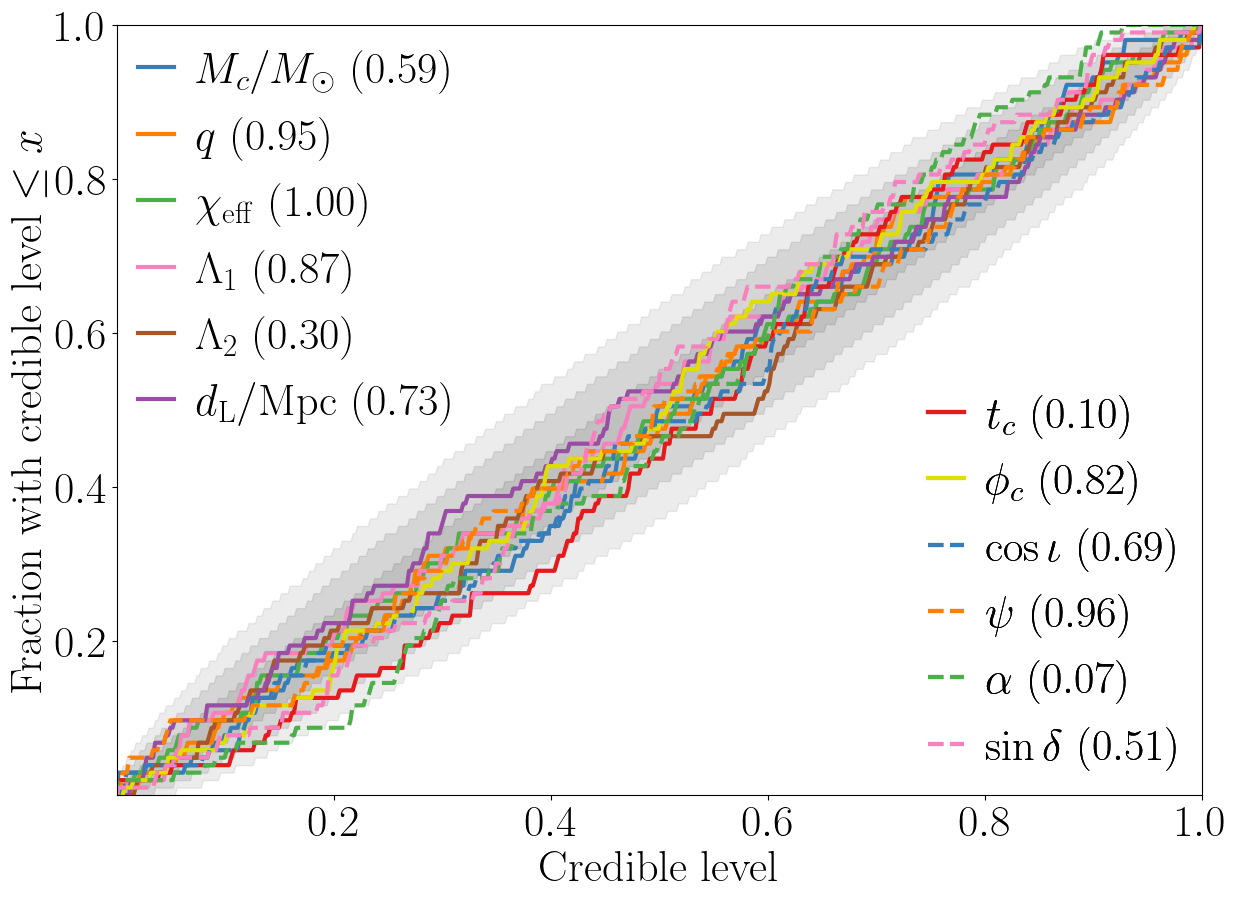 Fraction with credible level ≤ x
1.0
0.8
0.6
0.4
0.2
M_c/M_⊙ (0.59)
q (0.95)
χ_eff (1.00)
Λ_1 (0.87)
Λ_2 (0.30)
d_L/Mpc (0.73)
t_c (0.10)
ϕ_c (0.82)
cos ι (0.69)
ψ (0.96)
α (0.07)
sin δ (0.51)
0.2 0.4 0.6 0.8 1.0
Credible level